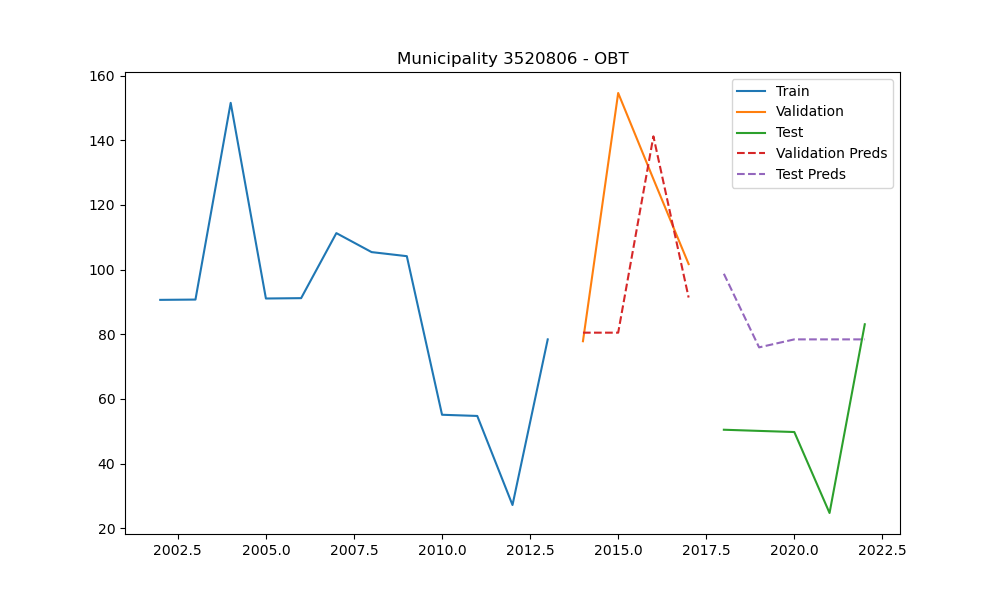 Municipality 3520806 - OBT
160
140
120
100
80
60
40
20
2002.5 2005.0 2007.5 2010.0 2012.5 2015.0 2017.5 2020.0 2022.5
Train
Validation
Test
Validation Preds
Test Preds